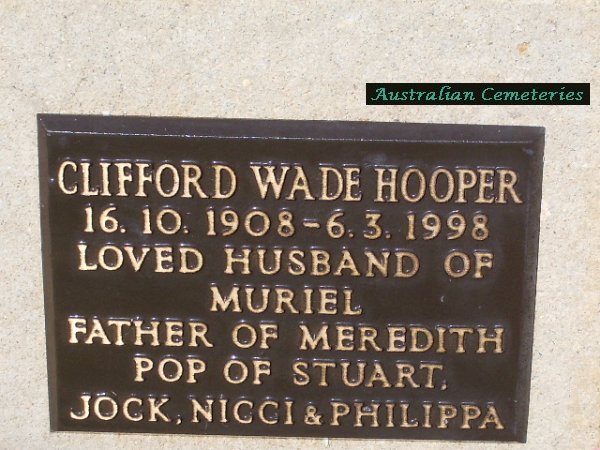 Australian Cemeteries
CLIFFORD WADE HOOPER
16. 10. 1908-6. 3. 1998
LOVED HUSBAND OF
MURIEL
FATHER OF MEREDITH
POP OF STUART,
JOCK, NICCI & PHILIPPA